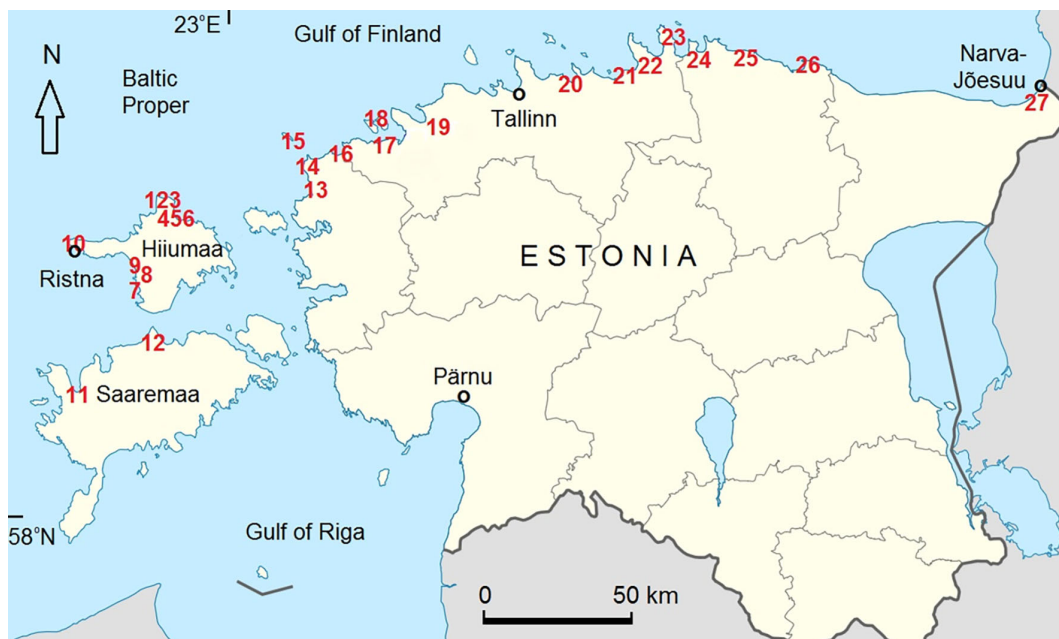 23°E
Gulf of Finland
N
Baltic
Proper
23
22
24
25
26
21
20
Narva-
Jõesuu
27
Tallinn
18
19
17
15
16
14
13
123
456
10
Hiiumaa
9
8
7
Ristna
ESTONIA
12
11
Saaremaa
Pärnu
58°N
Gulf of Riga
0
50 km